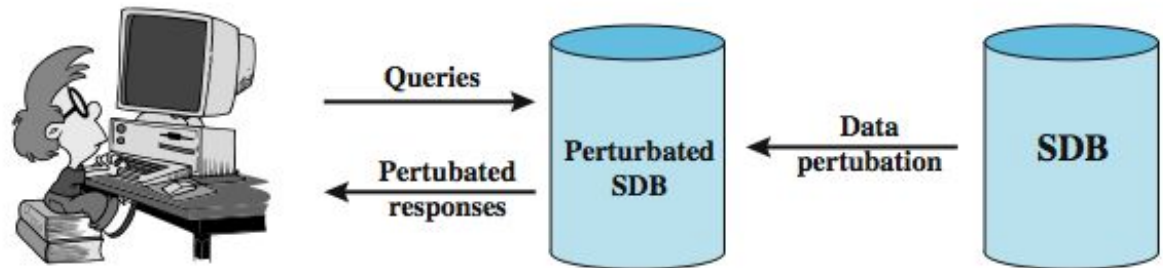 Queries
Pertubated
responses
Perturbated
SDB
Data
pertubation
SDB